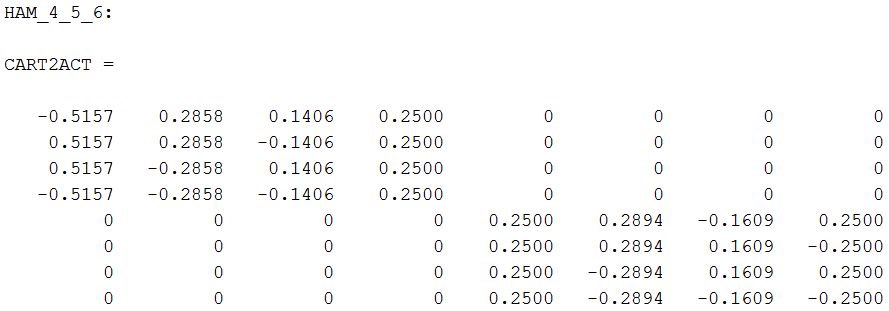 HAM_4_5_6:
CART2ACT =
-0.5157 0.2858 0.1406 0.2500 0 0 0 0
0.5157 0.2858 -0.1406 0.2500 0 0 0 0
0.5157 -0.2858 0.1406 0.2500 0 0 0 0
-0.5157 -0.2858 -0.1406 0.2500 0 0 0 0
0 0 0 0 0.2500 0.2894 -0.1609 0.2500
0 0 0 0 0.2500 0.2894 0.1609 -0.2500
0 0 0 0 0.2500 -0.2894 0.1609 0.2500
0 0 0 0 0.2500 -0.2894 -0.1609 -0.2500